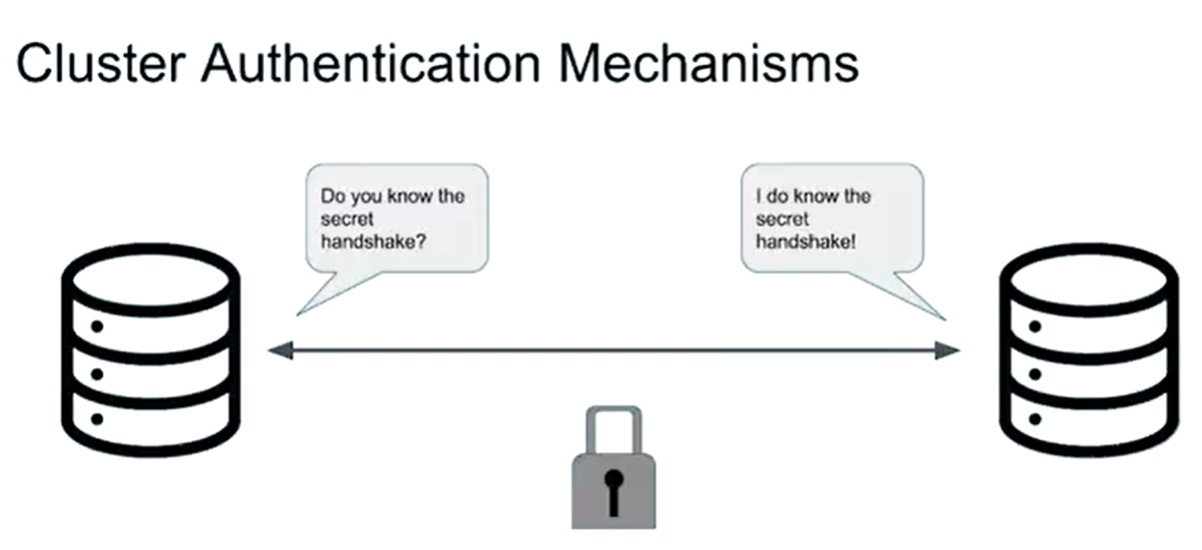 Cluster Authentication Mechanisms
Do you know the
secret
handshake?
I do know the
secret
handshake!